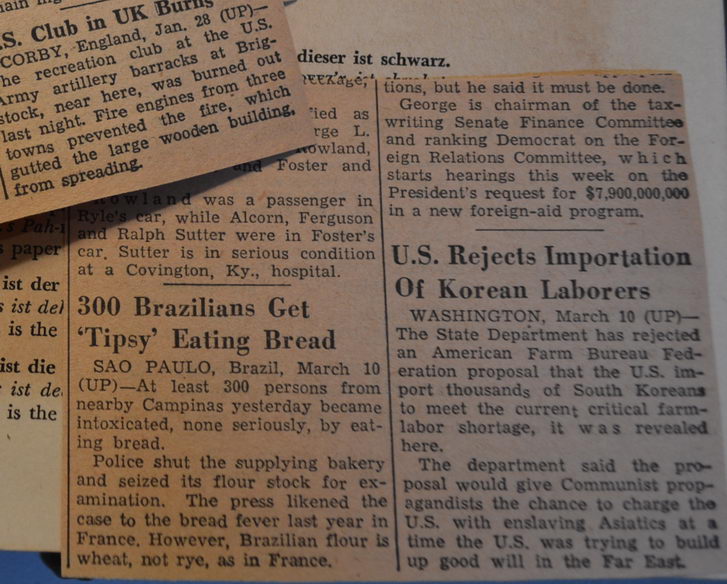 S. Club in UK Burns
CORBY, England, Jan. 28 (UP)—
he recreation club at the U.S.
Army artillery barracks at Brig-
stock, near here, was burned out
last night. Fire engines from three
towns prevented the fire, which
gutted the large wooden building,
from spreading.
dieser ist schwarz.
paper
ist der
ist del
is the
ist die
ist de
is the
ied as
rge L.
owland,
and Foster and
Rowland was a passenger in
Ryle's car, while Alcorn, Ferguson
and Ralph Sutter were in Foster's
car. Sutter is in serious condition
at a Covington, Ky., hospital.
300 Brazilians Get
'Tipsy' Eating Bread
SAO PAULO, Brazil, March 10
(UP)—At least 300 persons from
nearby Campinas yesterday became
intoxicated, none seriously, by eat-
ing bread.
Police shut the supplying bakery
and seized its flour stock for ex-
amination. The press likened the
case to the bread fever last year in
France. However, Brazilian flour is
wheat, not rye, as in France.
tions, but he said it must be done.
George is chairman of the tax-
writing Senate Finance Committee
and ranking Democrat on the For-
eign Relations Committee, which
starts hearings this week on the
President's request for $7,900,000,000
in a new foreign-aid program.
U.S. Rejects Importation
Of Korean Laborers
WASHINGTON, March 10 (UP)—
The State Department has rejected
an American Farm Bureau Fed-
eration proposal that the U.S. im-
port thousands of South Koreans
to meet the current critical farm-
labor shortage, it was revealed
here.
The department said the pro-
posal would give Communist prop-
agandists the chance to charge the
U.S. with enslaving Asiatics at a
time the U.S. was trying to build
up good will in the Far East.